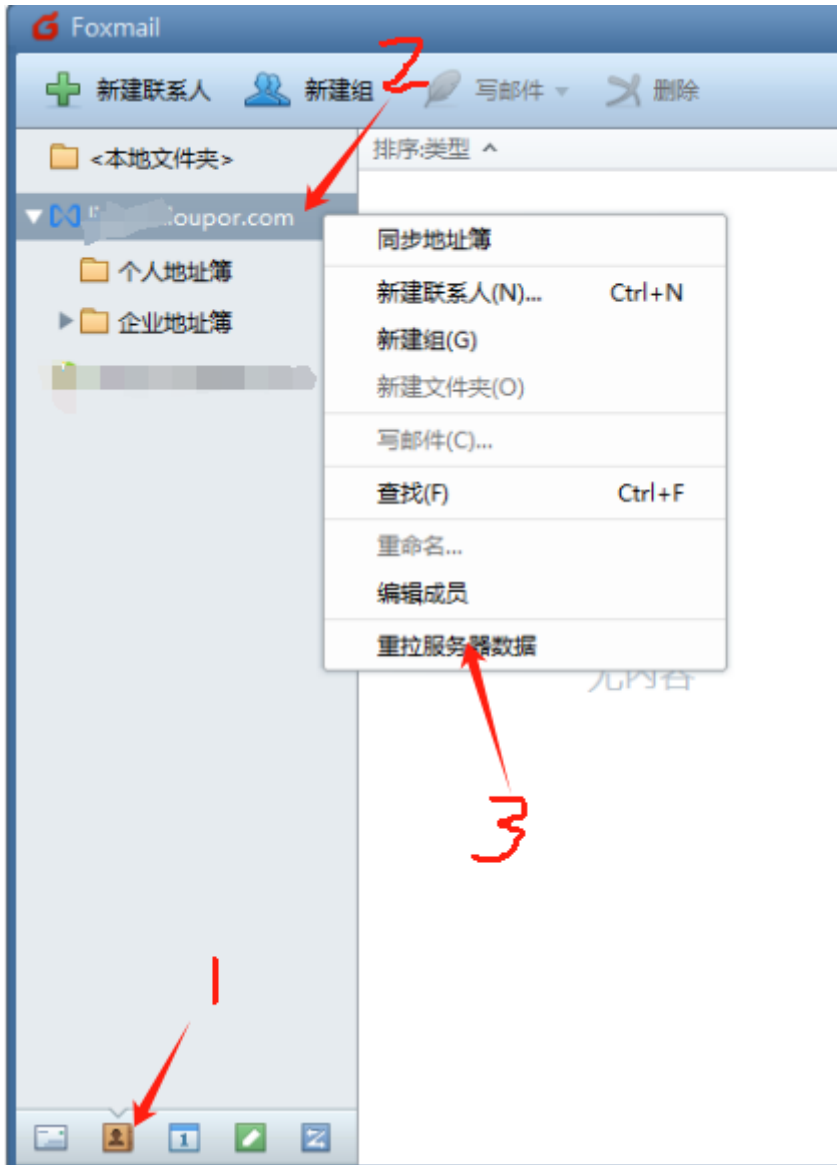 Foxmail
新建联系人 新建组 写邮件 删除
2
<本地文件夹>
排序:类型
oupor.com
个人地址簿
企业地址簿
同步地址簿
新建联系人(N)... Ctrl+N
新建组(G)
新建文件夹(O)
写邮件(C)...
查找(F) Ctrl+F
重命名...
编辑成员
重拉服务器数据
无内容
3
1
1